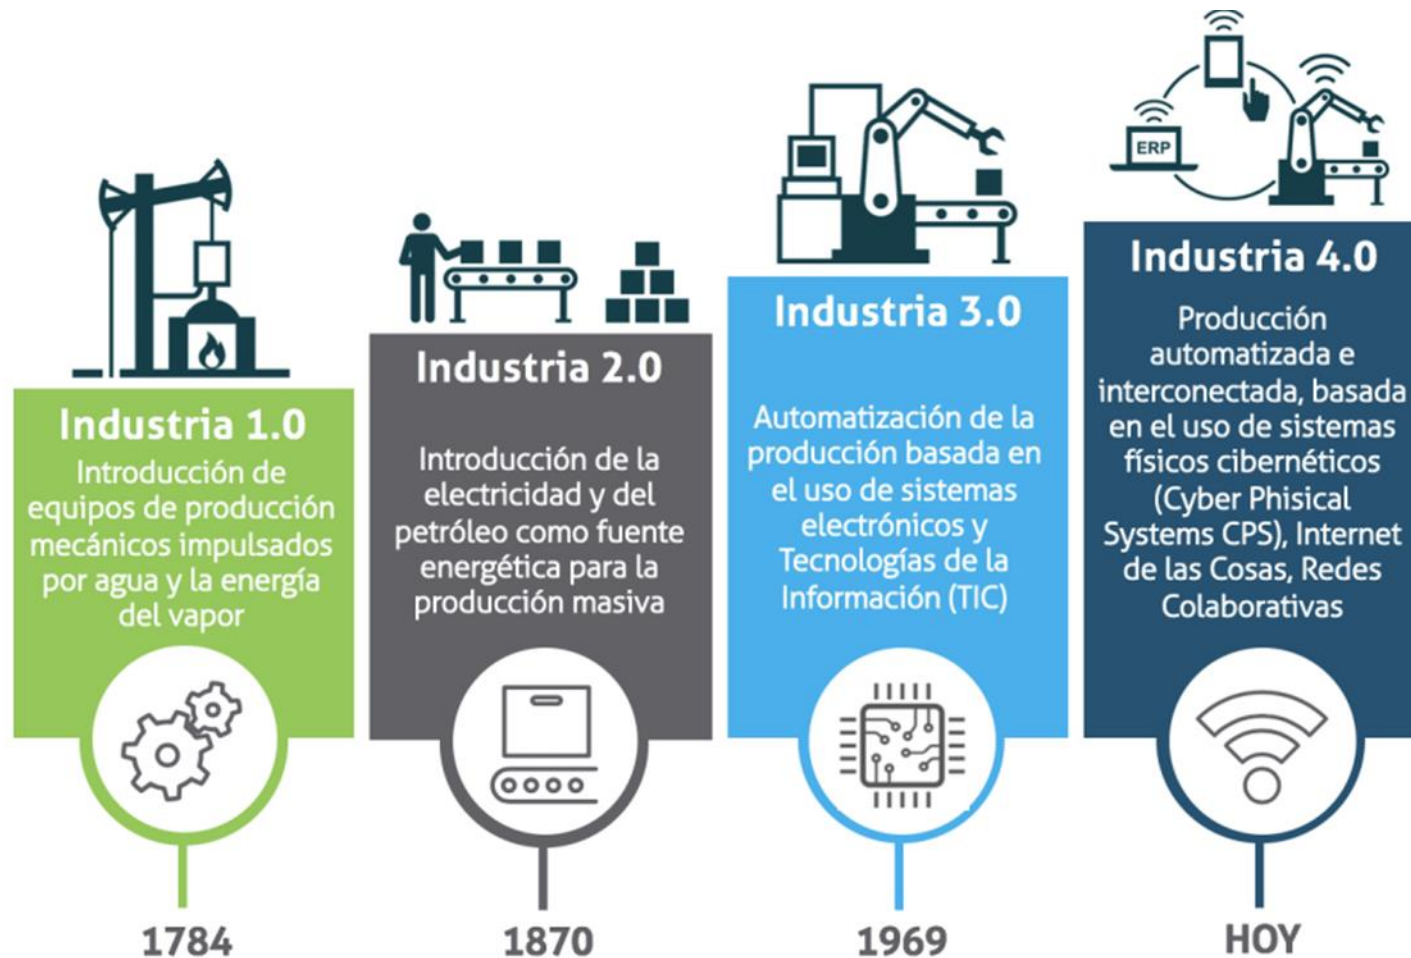 ERP
Industria 1.0
Introducción de
equipos de producción
mecánicos impulsados
por agua y la energía
del vapor
1784
Industria 2.0
Introducción de la
electricidad y del
petróleo como fuente
energética para la
producción masiva
1870
Industria 3.0
Automatización de la
producción basada en
el uso de sistemas
electrónicos y
Tecnologías de la
Información (TIC)
1969
Industria 4.0
Producción
automatizada e
interconectada, basada
en el uso de sistemas
físicos cibernéticos
(Cyber Phisical
Systems CPS), Internet
de las Cosas, Redes
Colaborativas
HOY